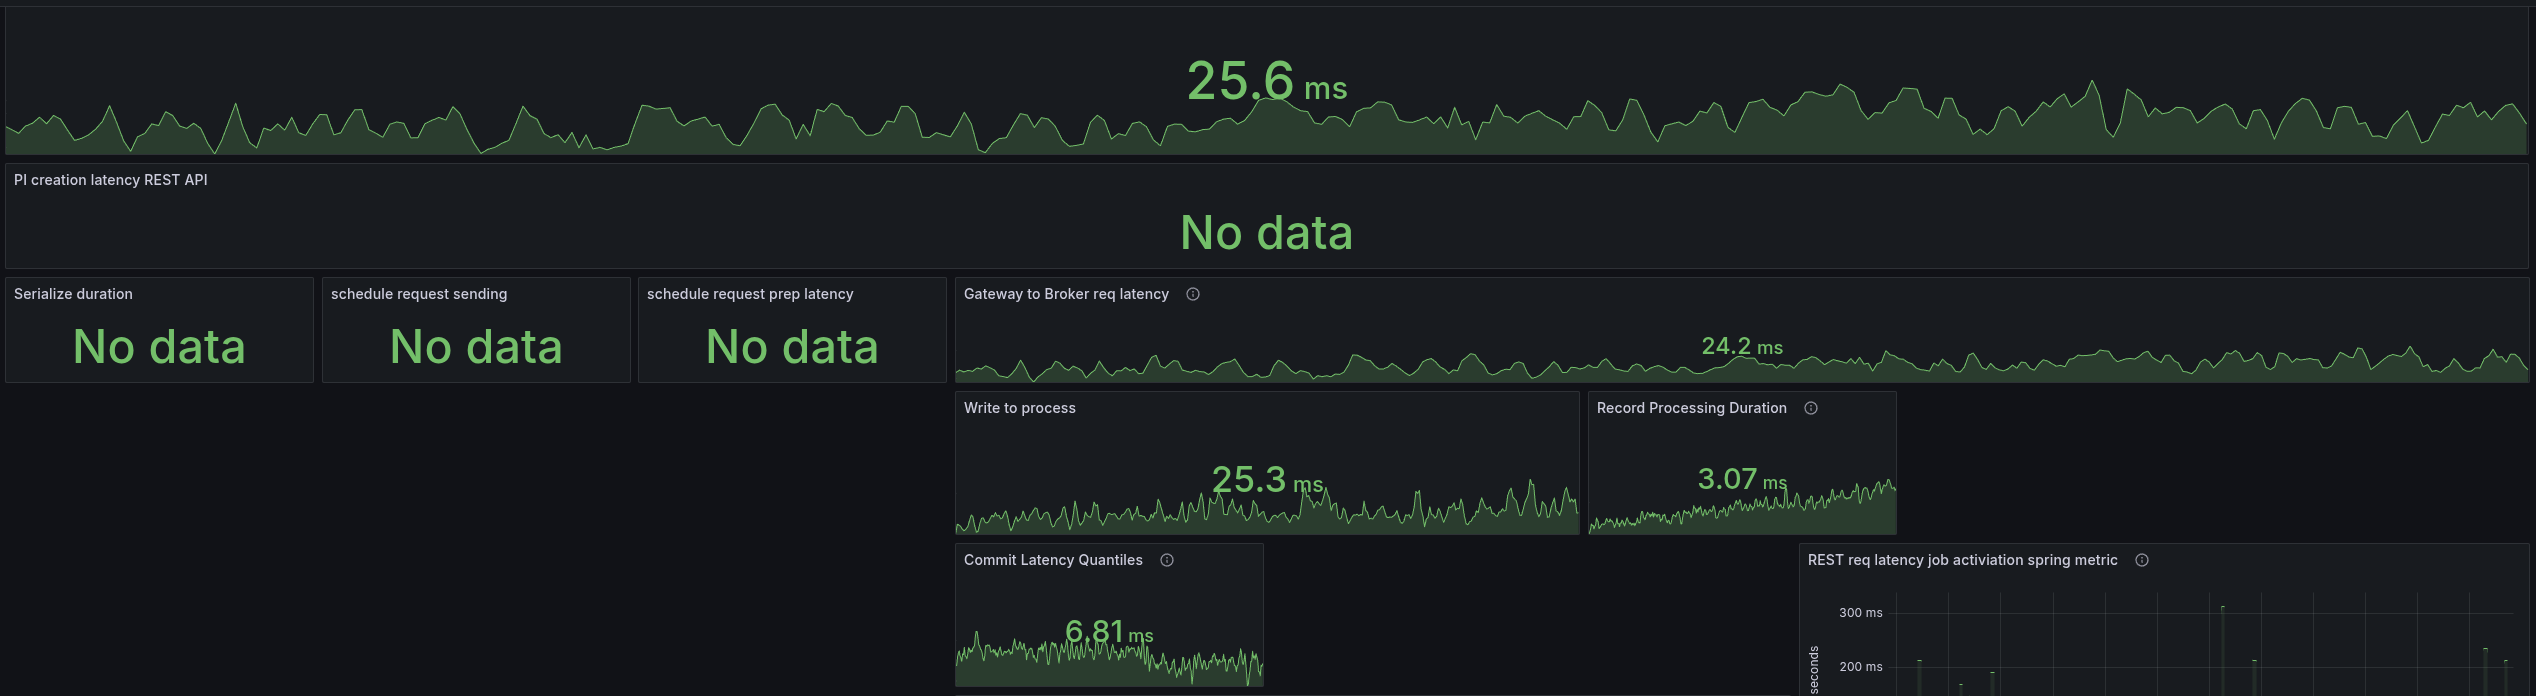 25.6 ms
PI creation latency REST API
No data
Serialize duration
No data
schedule request sending
No data
schedule request prep latency
No data
Gateway to Broker req latency
24.2 ms
Write to process
25.3 ms
Record Processing Duration
3.07 ms
Commit Latency Quantiles
6.81 ms
REST req latency job activiation spring metric
300 ms
200 ms
seconds